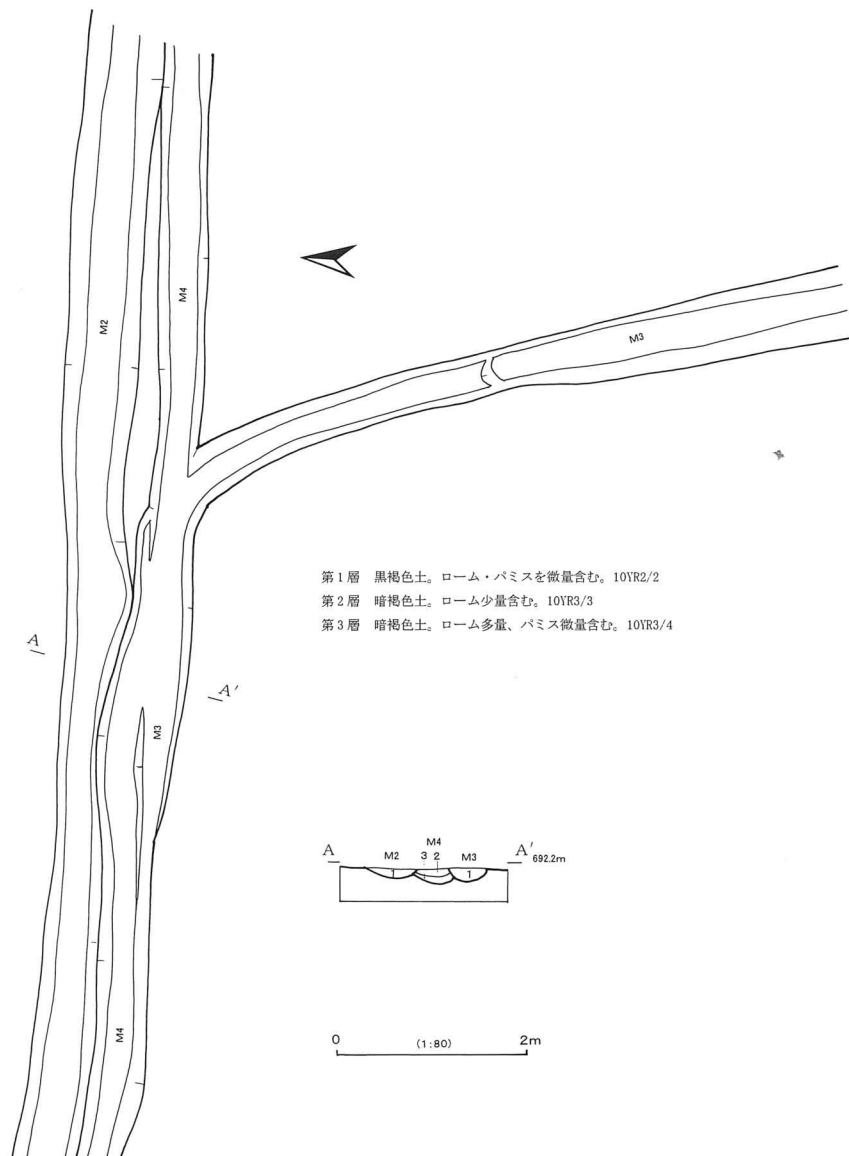 M4
M2
M3
第1層 黒褐色土。ローム・パミスを微量含む。10YR2/2
第2層 暗褐色土。ローム少量含む。10YR3/3
第3層 暗褐色土。ローム多量、パミス微量含む。10YR3/4
A
A′
M3
M4
A M2 M4 M3 A′ 692.2m
3 2
1 1
M4
0 (1:80) 2m